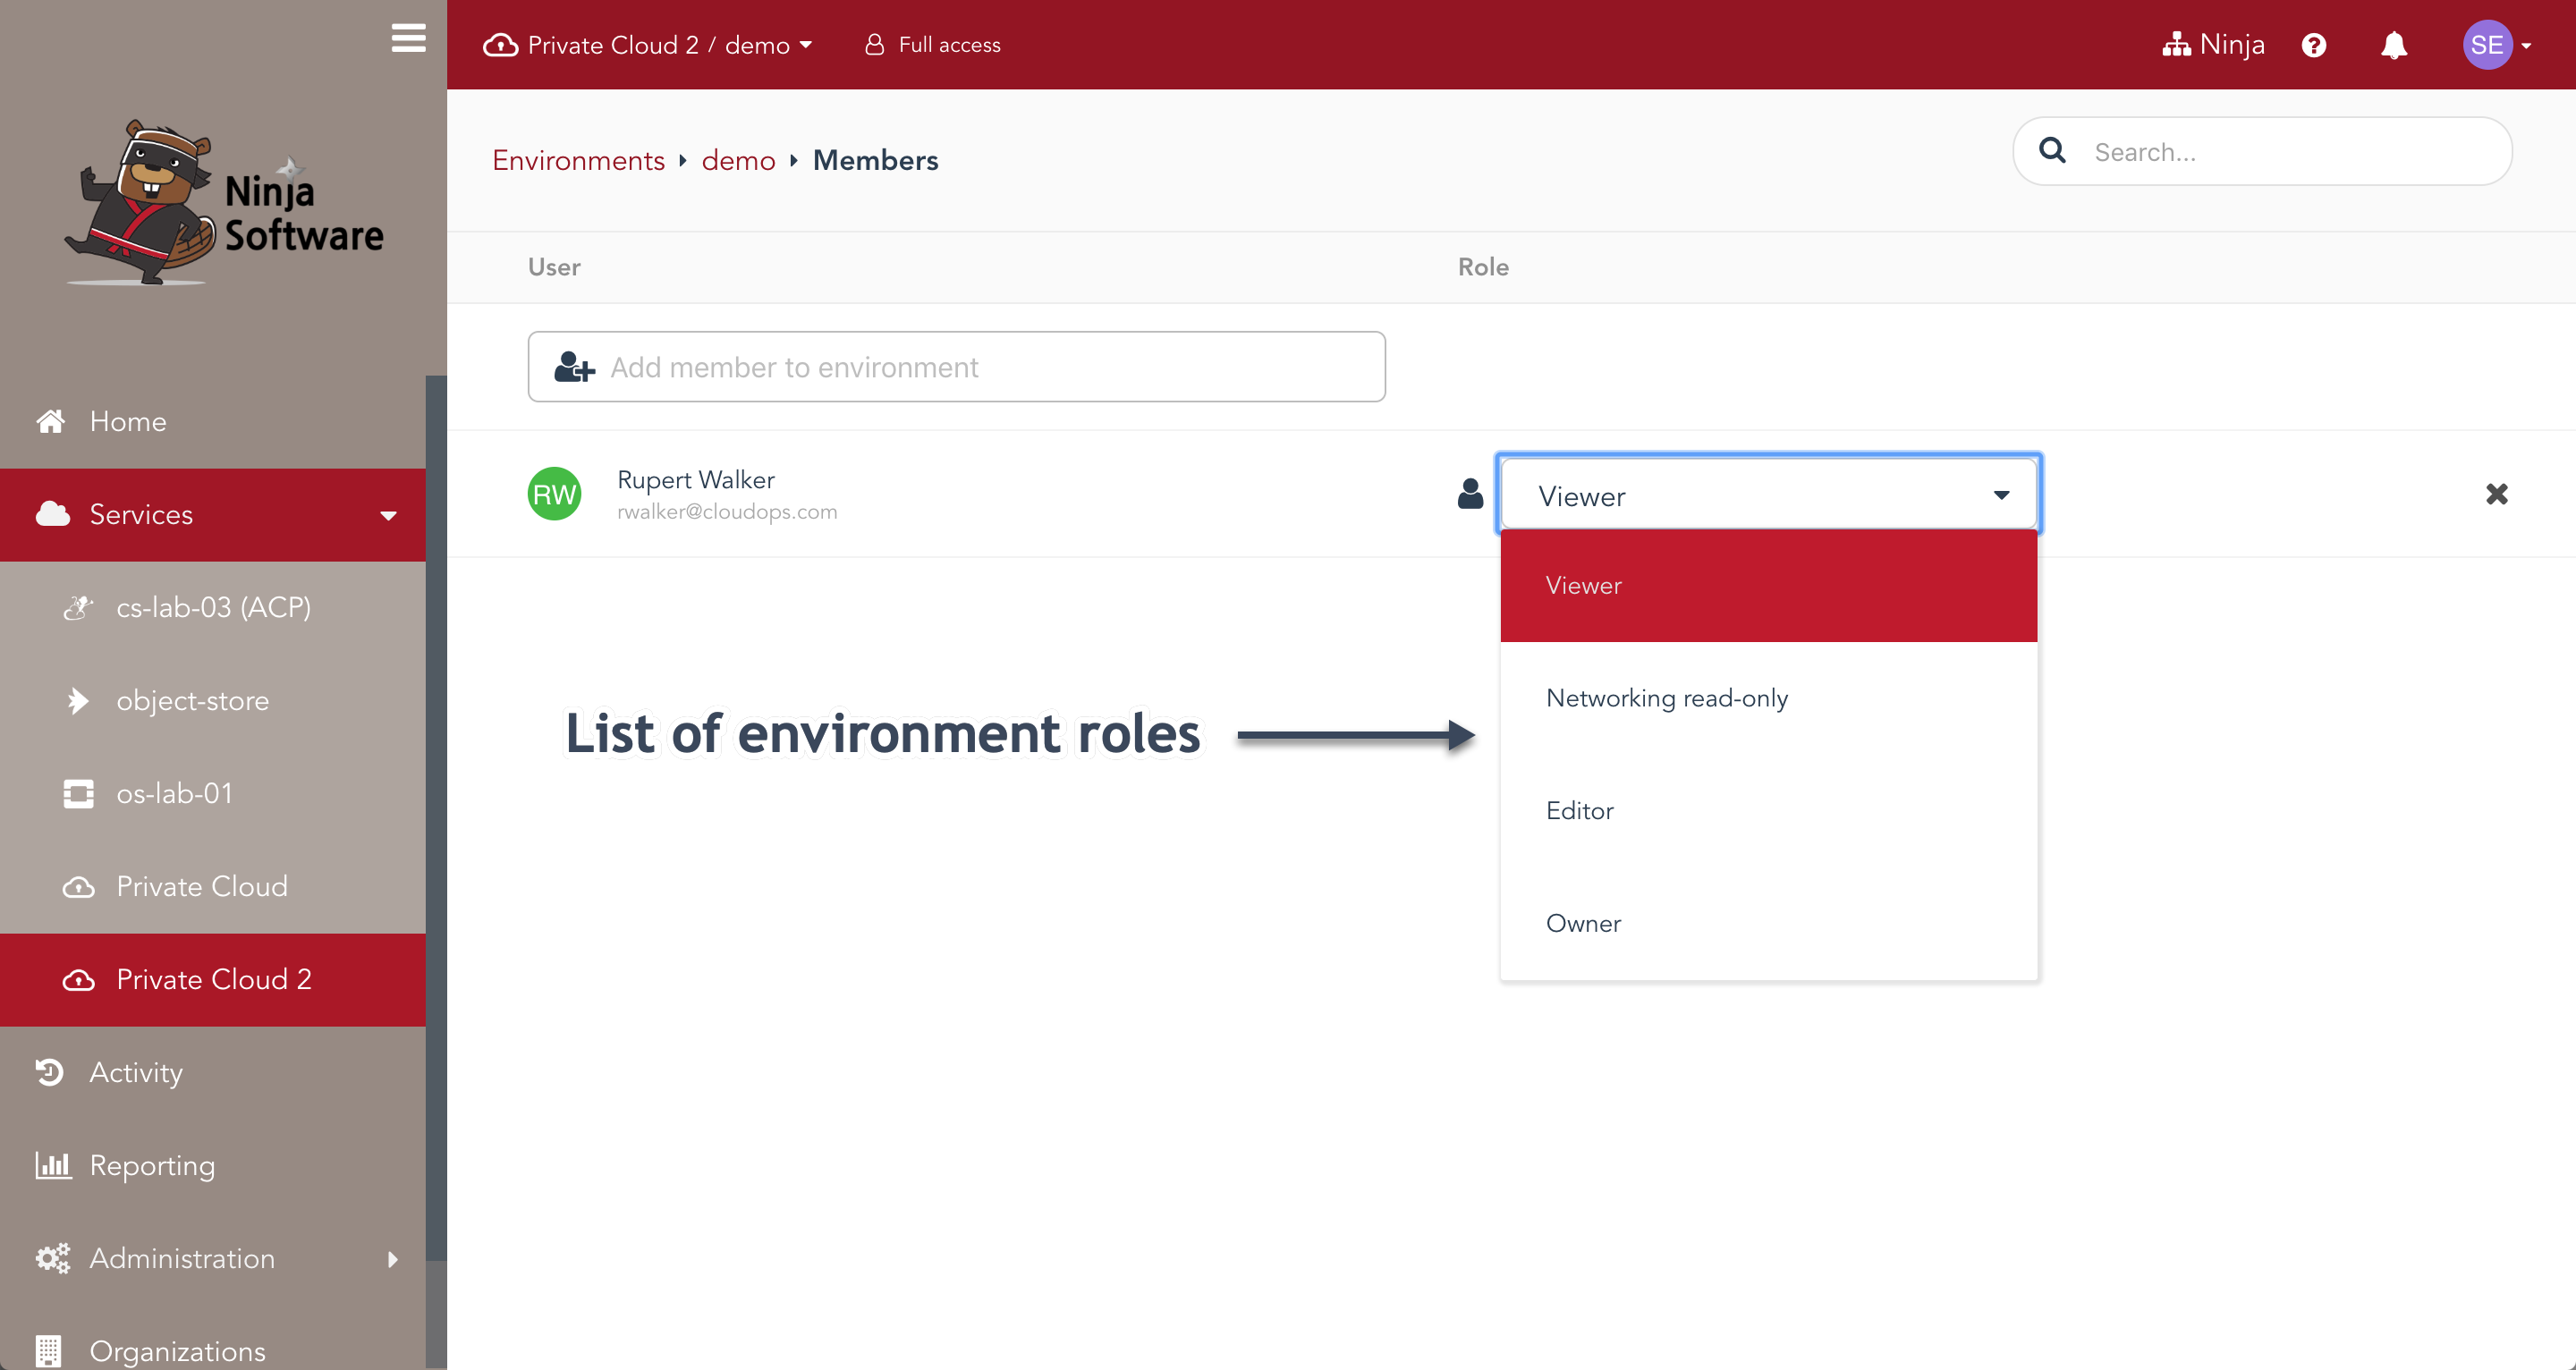 Private Cloud 2 / demo
Full access
Ninja
SE
Ninja
Software
Home
Services
cs-lab-03 (ACP)
object-store
os-lab-01
Private Cloud
Private Cloud 2
Activity
Reporting
Administration
Organizations
Environments demo Members
Search...
User Role
Add member to environment
RW
Rupert Walker
rwalker@cloudops.com
Viewer
Viewer
Networking read-only
Editor
Owner
List of environment roles